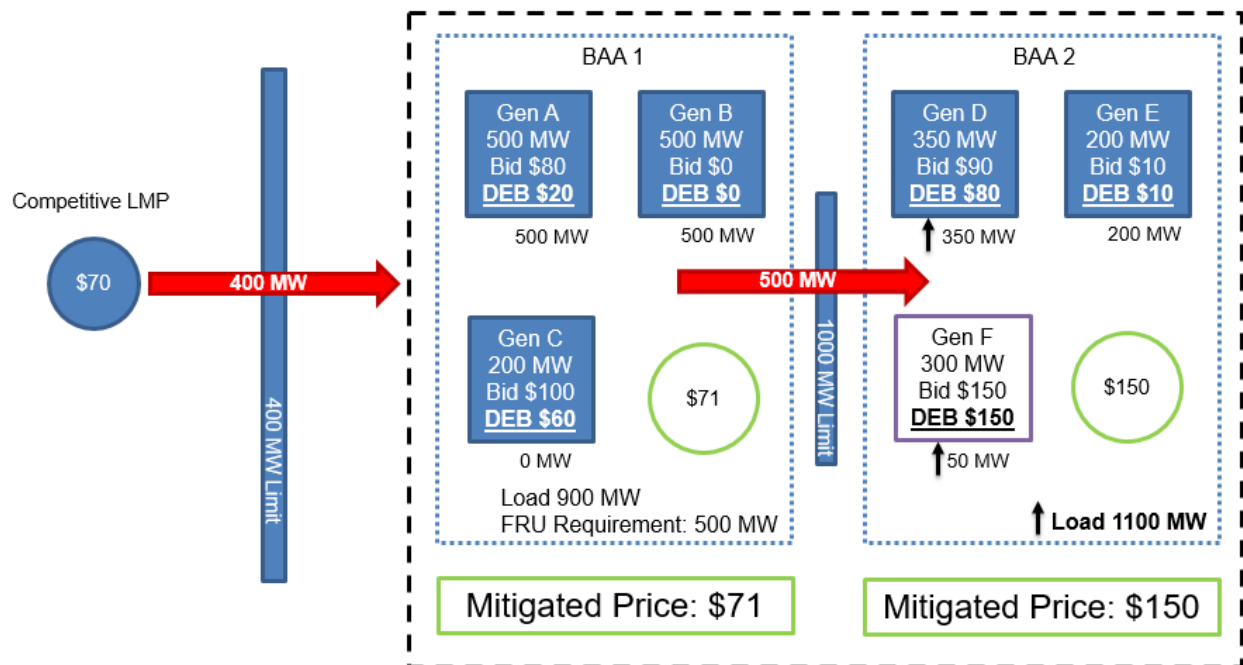 Competitive LMP
$70
400 MW
400 MW Limit
BAA 1
Gen A
500 MW
Bid $80
DEB $20
500 MW
Gen B
500 MW
Bid $0
DEB $0
500 MW
Gen C
200 MW
Bid $100
DEB $60
0 MW
$71
Load 900 MW
FRU Requirement: 500 MW
500 MW
1000 MW Limit
BAA 2
Gen D
350 MW
Bid $90
DEB $80
350 MW
Gen E
200 MW
Bid $10
DEB $10
200 MW
Gen F
300 MW
Bid $150
DEB $150
50 MW
$150
Load 1100 MW
Mitigated Price: $71
Mitigated Price: $150